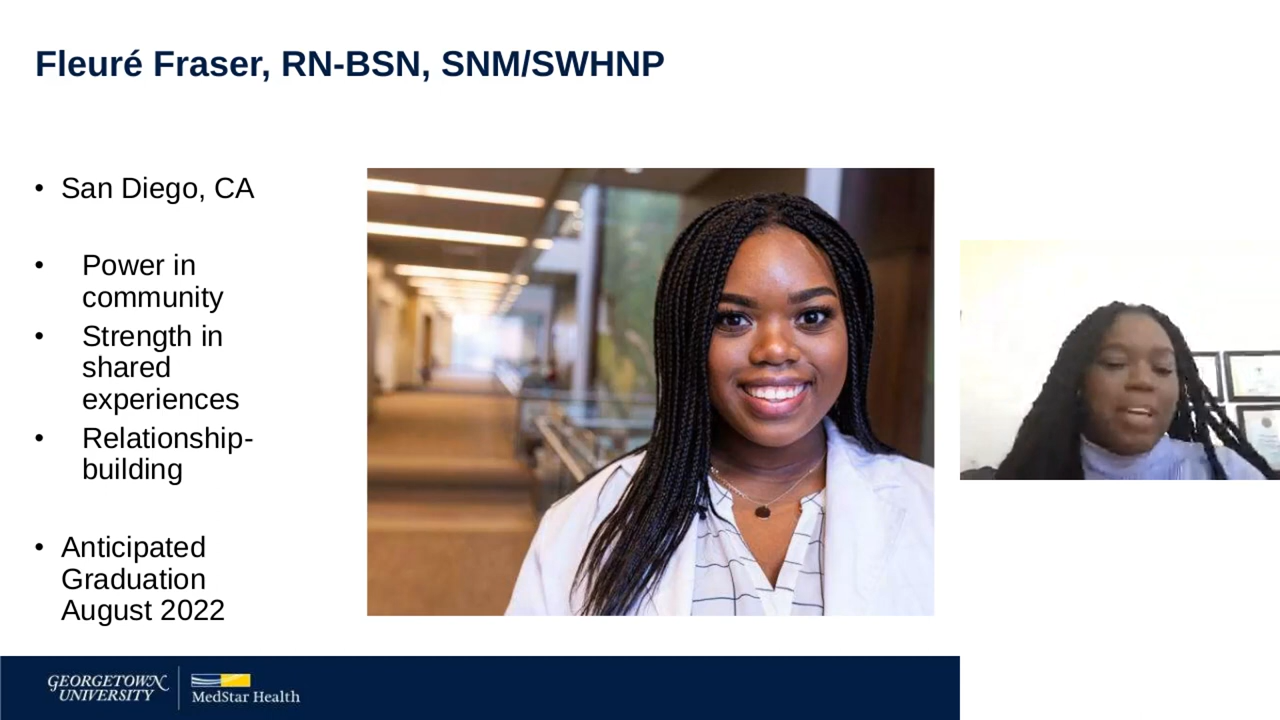 Fleuré Fraser, RN-BSN, SNM/SWHNP
• San Diego, CA
• Power in
community
• Strength in
shared
experiences
• Relationship-
building
• Anticipated
Graduation
August 2022
GEORGETOWN
UNIVERSITY
MedStar Health